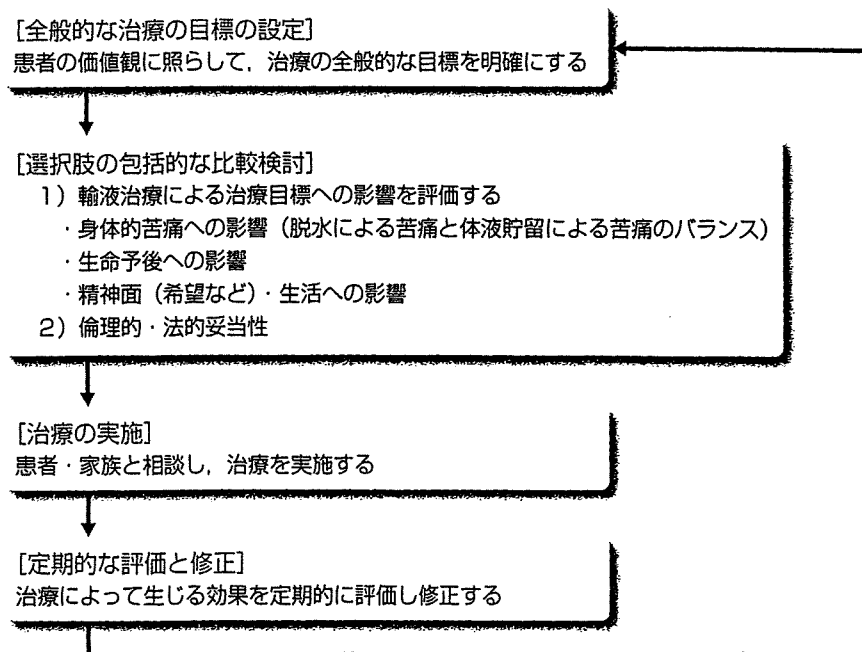 [全般的な治療の目標の設定]
患者の価値観に照らして，治療の全般的な目標を明確にする
[選択肢の包括的な比較検討]
1）輸液治療による治療目標への影響を評価する
・身体的苦痛への影響（脱水による苦痛と体液貯留による苦痛のバランス）
・生命予後への影響
・精神面（希望など）・生活への影響
2）倫理的・法的妥当性
[治療の実施]
患者・家族と相談し，治療を実施する
[定期的な評価と修正]
治療によって生じる効果を定期的に評価し修正する